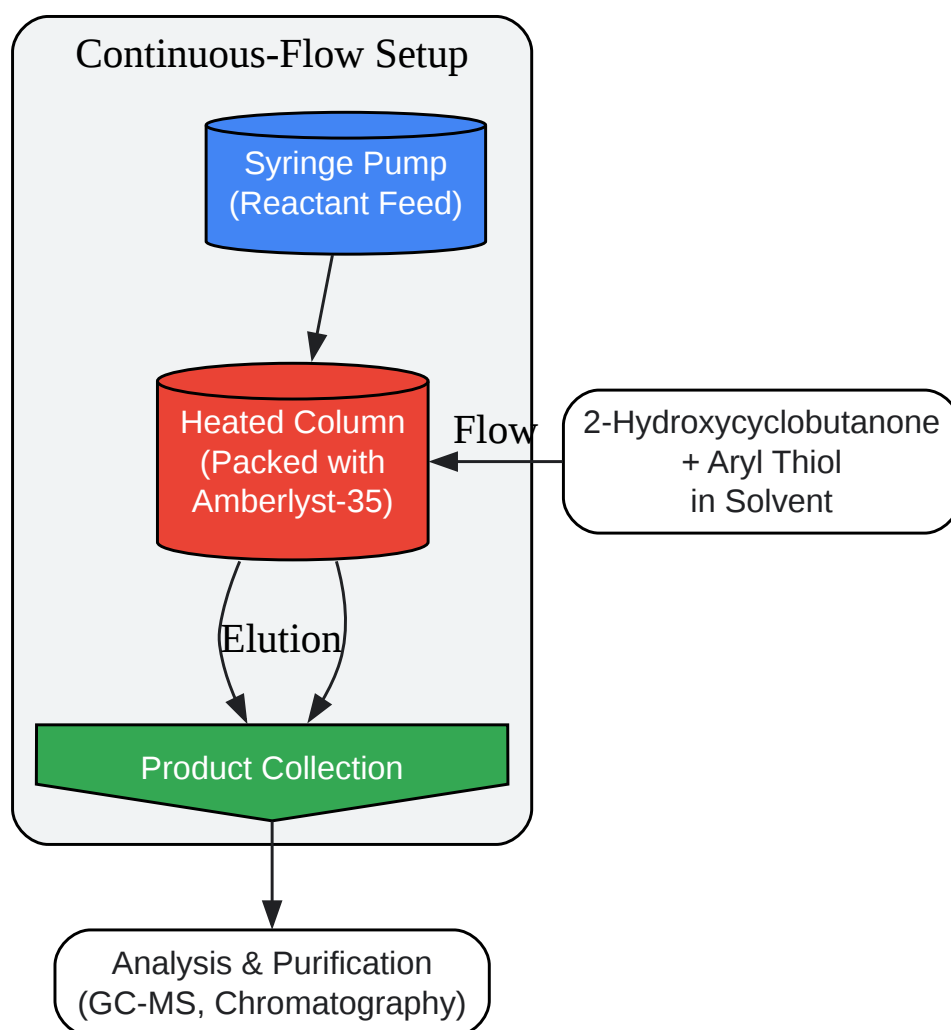 Continuous-Flow Setup
Syringe Pump
(Reactant Feed)
Heated Column
(Packed with
Amberlyst-35)
Flow
2-Hydroxycyclobutanone
+ Aryl Thiol
in Solvent
Elution
Product Collection
Analysis & Purification
(GC-MS, Chromatography)